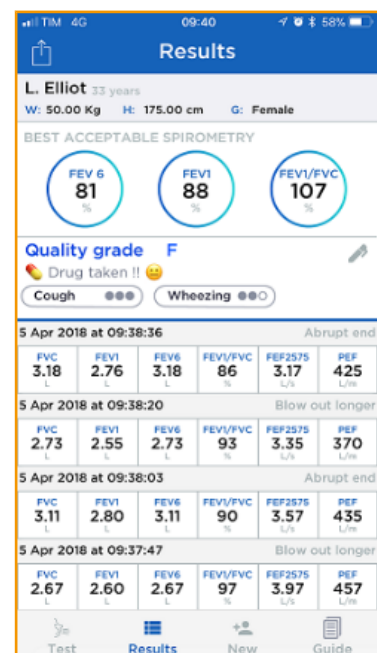 TIM 4G 09:40 58%
Results
L. Elliot 33 years
W: 50.00 Kg H: 175.00 cm G: Female
BEST ACCEPTABLE SPIROMETRY
FEV 6 FEV1 FEV1/FVC
81 88 107
% % %
Quality grade F
Drug taken !!
Cough Wheezing
5 Apr 2018 at 09:38:36 Abrupt end
FVC FEV1 FEV6 FEV1/FVC FEF2575 PEF
3.18 2.76 3.18 86 3.17 425
L L L % L/s L/m
5 Apr 2018 at 09:38:20 Blow out longer
FVC FEV1 FEV6 FEV1/FVC FEF2575 PEF
2.73 2.55 2.73 93 3.35 370
L L L % L/s L/m
5 Apr 2018 at 09:38:03 Abrupt end
FVC FEV1 FEV6 FEV1/FVC FEF2575 PEF
3.11 2.80 3.11 90 3.57 435
L L L % L/s L/m
5 Apr 2018 at 09:37:47 Blow out longer
FVC FEV1 FEV6 FEV1/FVC FEF2575 PEF
2.67 2.60 2.67 97 3.97 457
L L L % L/s L/m
Test Results New Guide